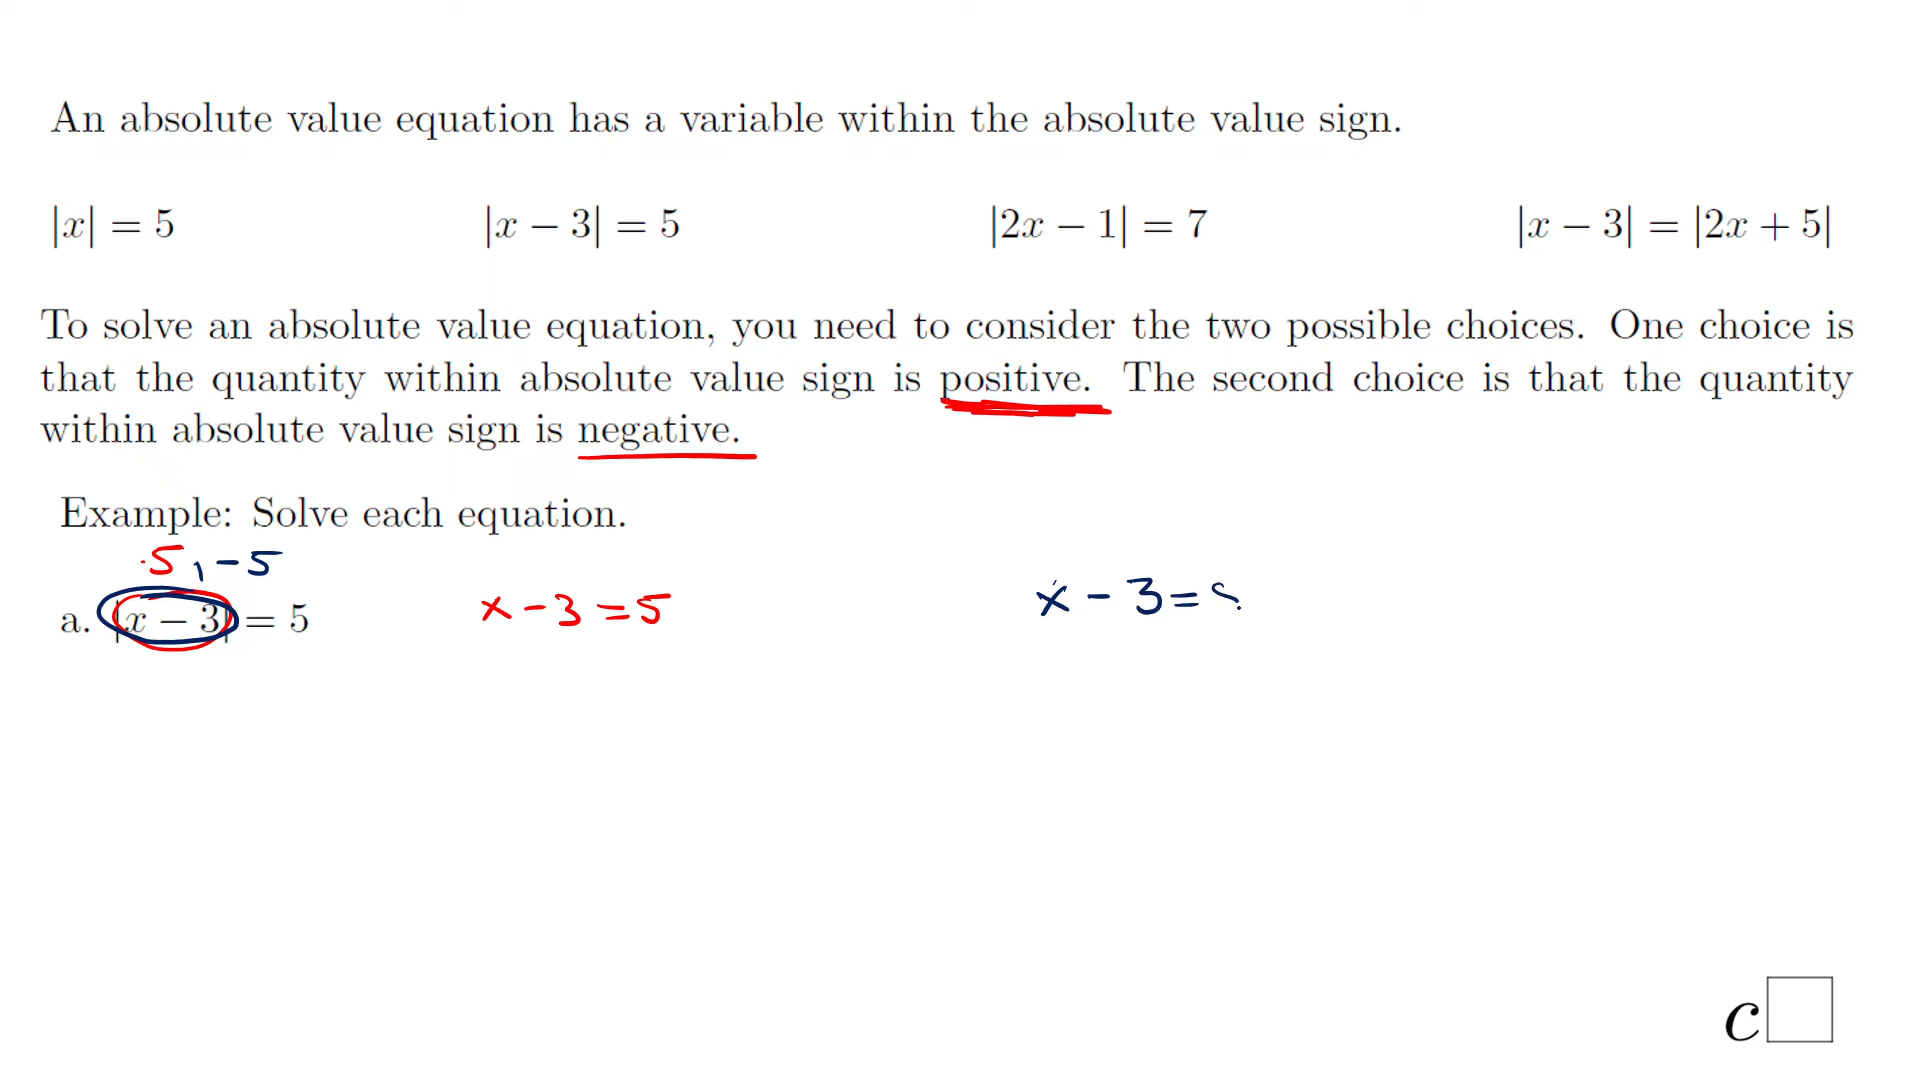 An absolute value equation has a variable within the absolute value sign.
|x| = 5 |x − 3| = 5 |2x − 1| = 7 |x − 3| = |2x + 5|
To solve an absolute value equation, you need to consider the two possible choices. One choice is
that the quantity within absolute value sign is positive. The second choice is that the quantity
within absolute value sign is negative.
Example: Solve each equation.
5, −5
a. |x − 3| = 5 x − 3 = 5 x − 3 =
c